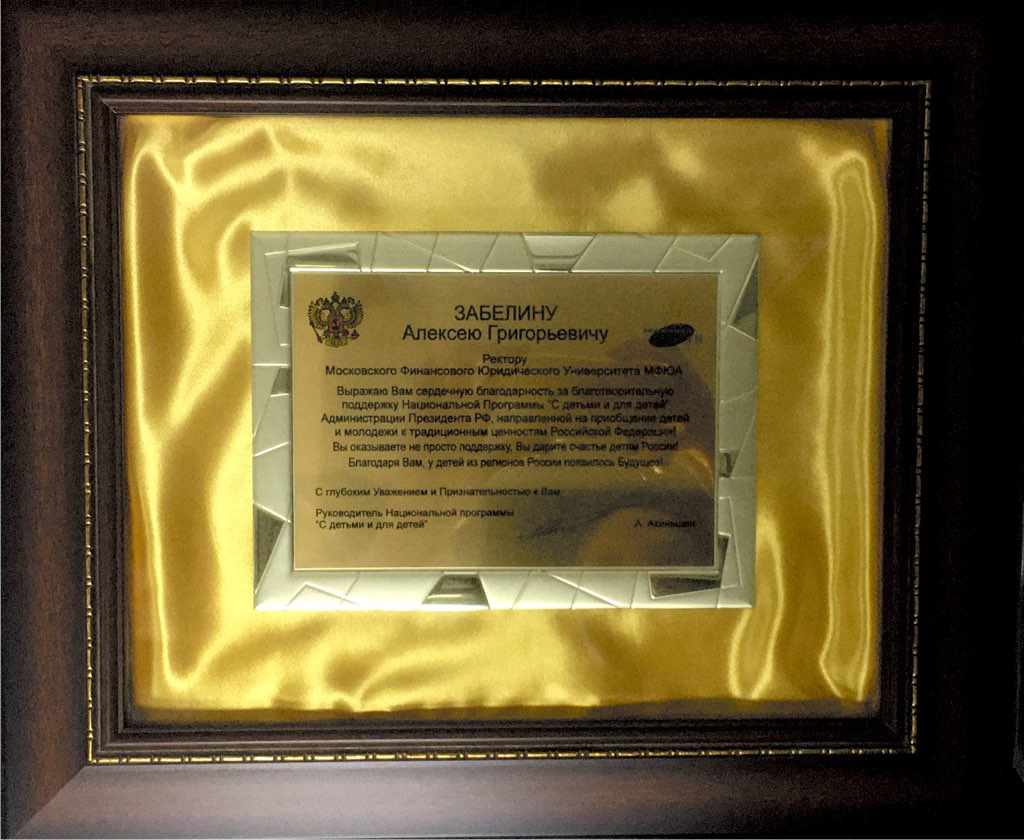 ЗАБЕЛИНУ
Алексею Григорьевичу
Ректору
Московского Финансового Юридического Университета МФЮА
Выражаю Вам сердечную благодарность за благотворительную
поддержку Национальной Программы "С детьми и для детей"
Администрации Президента РФ, направленной на приобщение детей
и молодежи к традиционным ценностям Российской Федерации!
Вы оказываете не просто поддержку, Вы дарите счастье детям России!
Благодаря Вам, у детей из регионов России появилось Будущее!
С глубоким Уважением и Признательностью к Вам
Руководитель Национальной программы
"С детьми и для детей"
А. Акиньшин